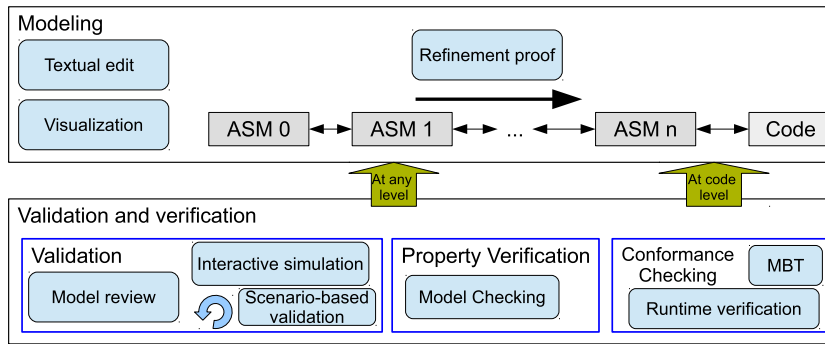 Modeling
Textual edit
Refinement proof
Visualization
ASM 0
ASM 1
...
ASM n
Code
At any
level
At code
level
Validation and verification
Validation
Interactive simulation
Model review
Scenario-based
validation
Property Verification
Model Checking
Conformance
Checking
MBT
Runtime verification